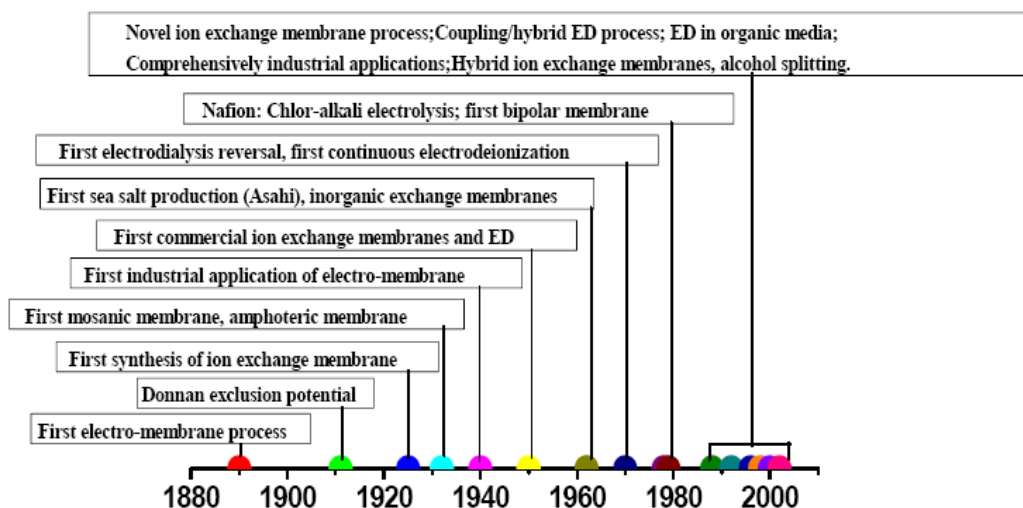 Novel ion exchange membrane process;Coupling/hybrid ED process; ED in organic media;
Comprehensively industrial applications;Hybrid ion exchange membranes, alcohol splitting.
Nafion: Chlor-alkali electrolysis; first bipolar membrane
First electrodialysis reversal, first continuous electrodeionization
First sea salt production (Asahi), inorganic exchange membranes
First commercial ion exchange membranes and ED
First industrial application of electro-membrane
First mosanic membrane, amphoteric membrane
First synthesis of ion exchange membrane
Donnan exclusion potential
First electro-membrane process
1880 1900 1920 1940 1960 1980 2000